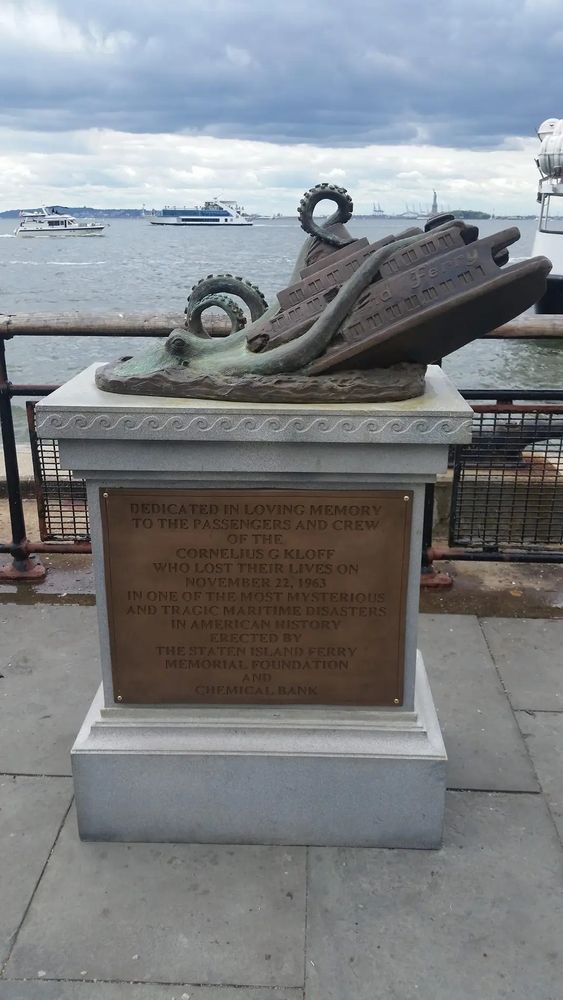 d Ferry
DEDICATED IN LOVING MEMORY
TO THE PASSENGERS AND CREW
OF THE
CORNELIUS G KLOFF
WHO LOST THEIR LIVES ON
NOVEMBER 22, 1963
IN ONE OF THE MOST MYSTERIOUS
AND TRAGIC MARITIME DISASTERS
IN AMERICAN HISTORY
ERECTED BY
THE STATEN ISLAND FERRY
MEMORIAL FOUNDATION
AND
CHEMICAL BANK